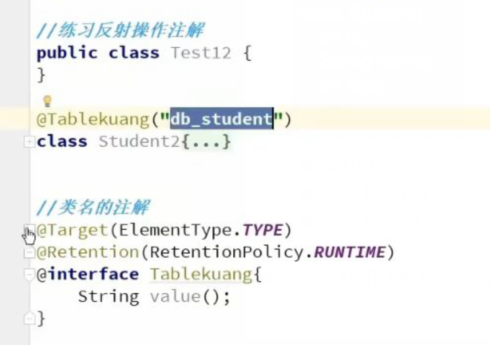 //练习反射操作注解
public class Test12 {
}
@Tablekuang("db_student")
class Student2{...}
//类名的注解
@Target(ElementType.TYPE)
@Retention(RetentionPolicy.RUNTIME)
@interface Tablekuang{
    String value();
}